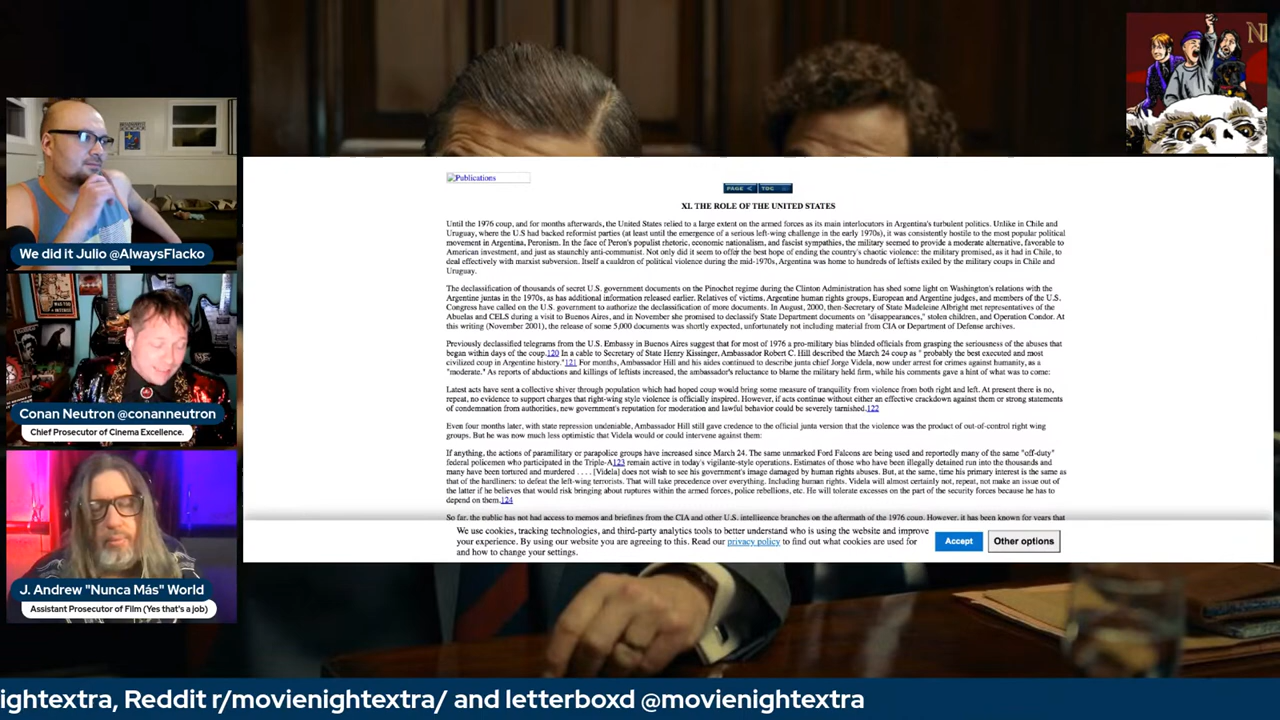 We did it Julio @AlwaysFlacko
Conan Neutron @conanneutron
Chief Prosecutor of Cinema Excellence.
J. Andrew "Nunca Más" World
Assistant Prosecutor of Film (Yes that's a job)
Publications
PAGE < TOC
XI. THE ROLE OF THE UNITED STATES
Until the 1976 coup, and for months afterwards, the United States relied to a large extent on the armed forces as its main interlocutors in Argentina's turbulent politics. Unlike in Chile and
Uruguay, where the U.S had backed reformist parties (at least until the emergence of a serious left-wing challenge in the early 1970s), it was consistently hostile to the most popular political
movement in Argentina, Peronism. In the face of Peron's populist rhetoric, economic nationalism, and fascist sympathies, the military seemed to provide a moderate alternative, favorable to
American investment, and just as staunchly anti-communist. Not only did it seem to offer the best hope of ending the country's chaotic violence: the military promised, as it had in Chile, to
deal effectively with marxist subversion. Itself a cauldron of political violence during the mid-1970s, Argentina was home to hundreds of leftists exiled by the military coups in Chile and
Uruguay.
The declassification of thousands of secret U.S. government documents on the Pinochet regime during the Clinton Administration has shed some light on Washington's relations with the
Argentine juntas in the 1970s, as has additional information released earlier. Relatives of victims, Argentine human rights groups, European and Argentine judges, and members of the U.S.
Congress have called on the U.S. government to authorize the declassification of more documents. In August, 2000, then-Secretary of State Madeleine Albright met representatives of the
Abuelas and CELS during a visit to Buenos Aires, and in November she promised to declassify State Department documents on "disappearances," stolen children, and Operation Condor. At
this writing (November 2001), the release of some 5,000 documents was shortly expected, unfortunately not including material from CIA or Department of Defense archives.
Previously declassified telegrams from the U.S. Embassy in Buenos Aires suggest that for most of 1976 a pro-military bias blinded officials from grasping the seriousness of the abuses that
began within days of the coup.120 In a cable to Secretary of State Henry Kissinger, Ambassador Robert C. Hill described the March 24 coup as " probably the best executed and most
civilized coup in Argentine history."121 For months, Ambassador Hill and his aides continued to describe junta chief Jorge Videla, now under arrest for crimes against humanity, as a
"moderate." As reports of abductions and killings of leftists increased, the ambassador's reluctance to blame the military held firm, while his comments gave a hint of what was to come:
Latest acts have sent a collective shiver through population which had hoped coup would bring some measure of tranquility from violence from both right and left. At present there is no,
repeat, no evidence to support charges that right-wing style violence is officially inspired. However, if acts continue without either an effective crackdown against them or strong statements
of condemnation from authorities, new government's reputation for moderation and lawful behavior could be severely tarnished.122
Even four months later, with state repression undeniable, Ambassador Hill still gave credence to the official junta version that the violence was the product of out-of-control right wing
groups. But he was now much less optimistic that Videla would or could intervene against them:
If anything, the actions of paramilitary or parapolice groups have increased since March 24. The same unmarked Ford Falcons are being used and reportedly many of the same "off-duty"
federal policemen who participated in the Triple-A123 remain active in today's vigilante-style operations. Estimates of those who have been illegally detained run into the thousands and
many have been tortured and murdered . . . . [Videla] does not wish to see his government's image damaged by human rights abuses. But, at the same, time his primary interest is the same as
that of the hardliners: to defeat the left-wing terrorists. That will take precedence over everything. Including human rights. Videla will almost certainly not, repeat, not make an issue out of
the latter if he believes that would risk bringing about ruptures within the armed forces, police rebellions, etc. He will tolerate excesses on the part of the security forces because he has to
depend on them.124
So far, the public has not had access to memos and briefings from the CIA and other U.S. intelligence branches on the aftermath of the 1976 coup. However, it has been known for years that
We use cookies, tracking technologies, and third-party analytics tools to better understand who is using the website and improve
your experience. By using our website you are agreeing to this. Read our privacy policy to find out what cookies are used for
and how to change your settings.
Accept
Other options
ightextra, Reddit r/movienightextra/ and letterboxd @movienightextra